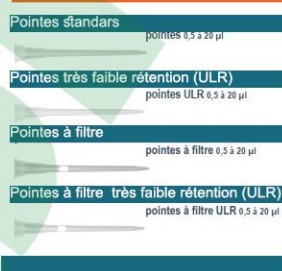 Pointes standars
pointes 0,5 à 20 µl
Pointes très faible rétention (ULR)
pointes ULR 0,5 à 20 µl
Pointes à filtre
pointes à filtre 0,5 à 20 µl
Pointes à filtre très faible rétention (ULR)
pointes à filtre ULR 0,5 à 20 µl